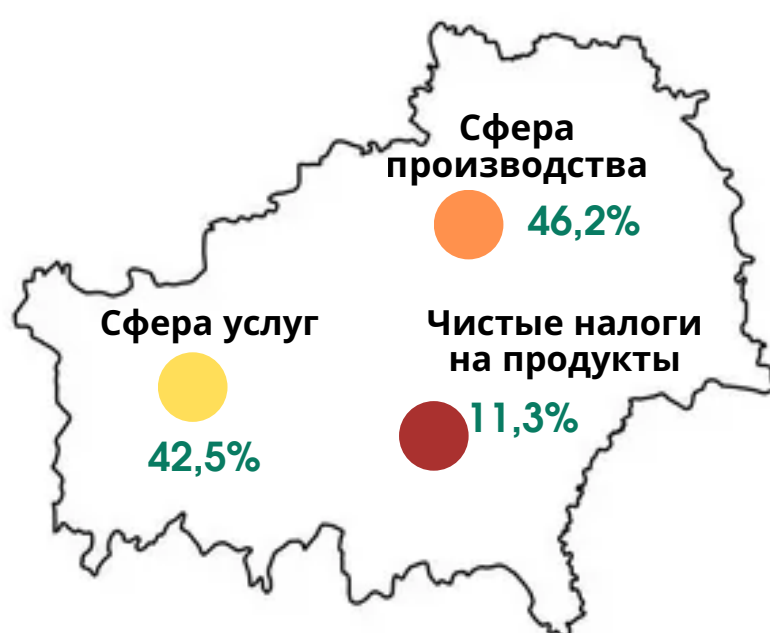 Сфера
производства
46,2%
Сфера услуг
42,5%
Чистые налоги
на продукты
11,3%